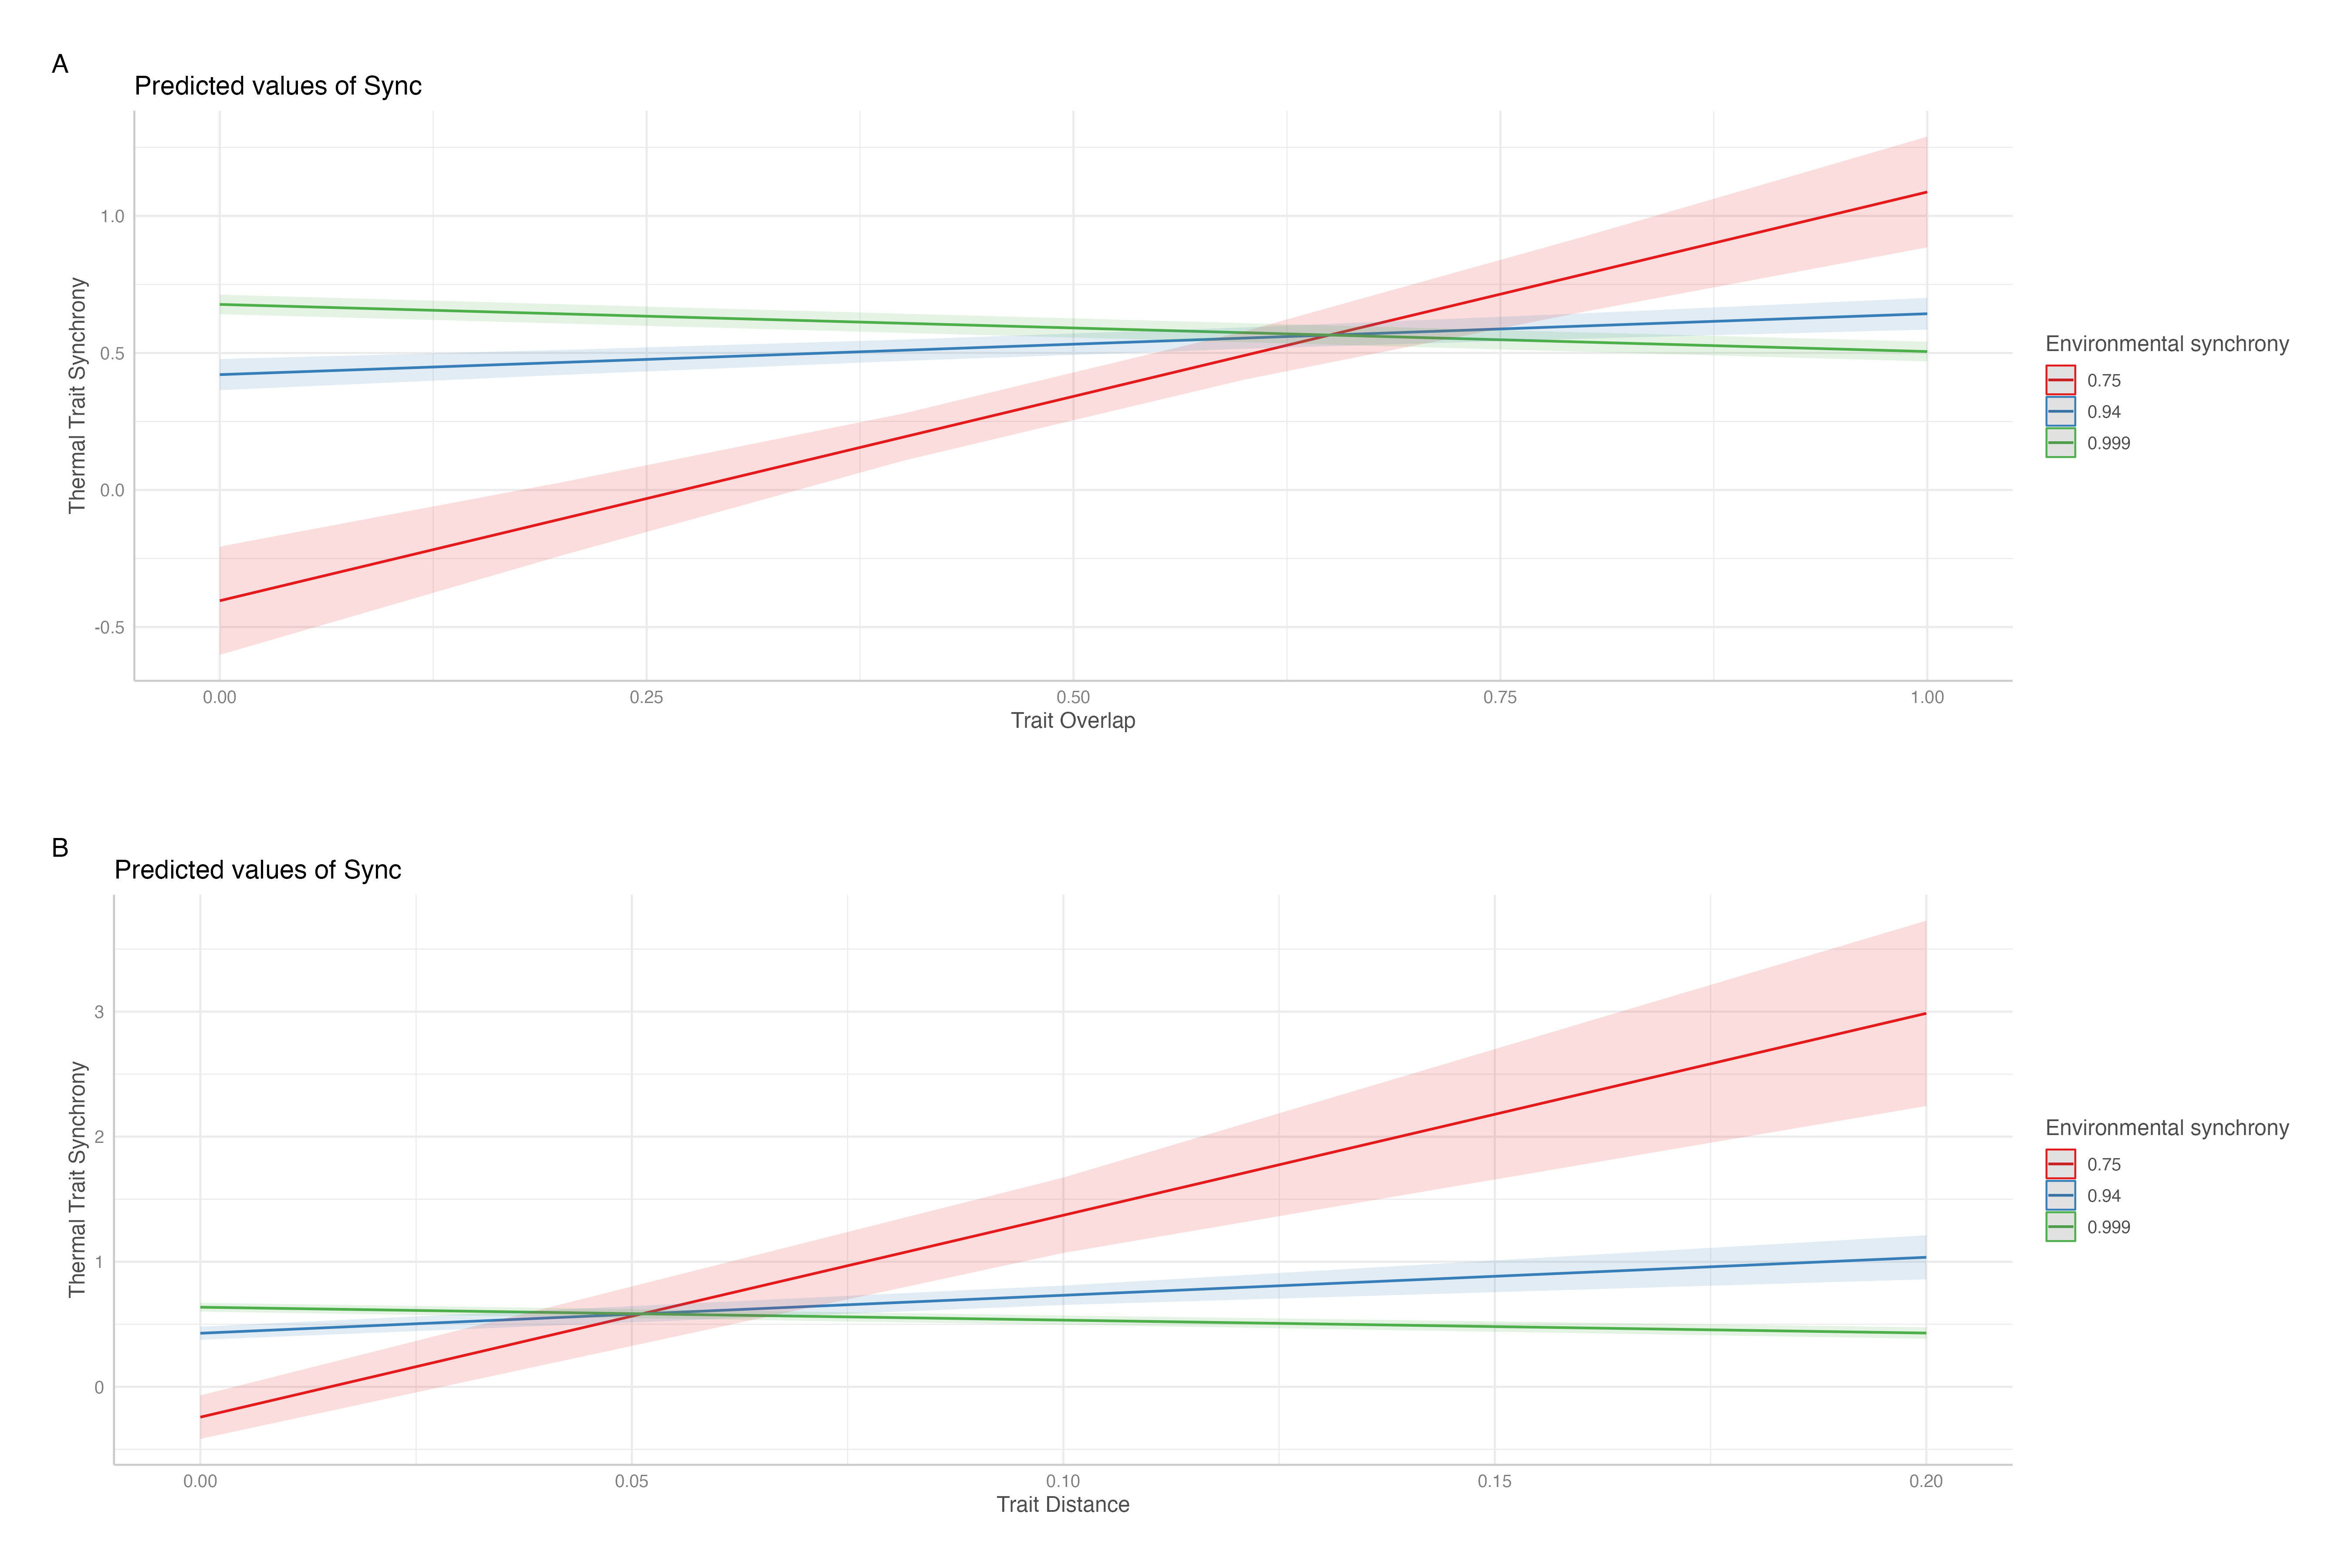 A
Predicted values of Sync
Thermal Trait Synchrony
1.0
0.5
0.0
-0.5
0.00 0.25 0.50 0.75 1.00
Trait Overlap
Environmental synchrony
0.75
0.94
0.999
B
Predicted values of Sync
Thermal Trait Synchrony
3
2
1
0
0.00 0.05 0.10 0.15 0.20
Trait Distance
Environmental synchrony
0.75
0.94
0.999